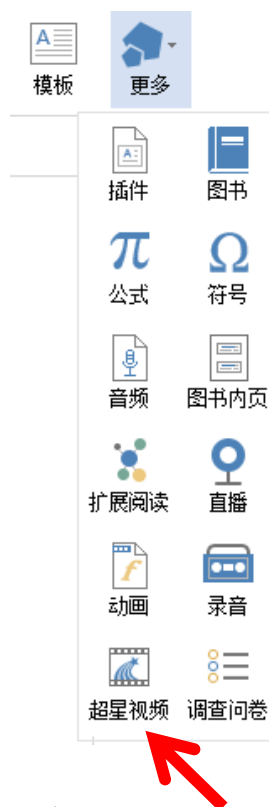 模板 更多
插件 图书
公式 符号
音频 图书内页
扩展阅读 直播
动画 录音
超星视频 调查问卷